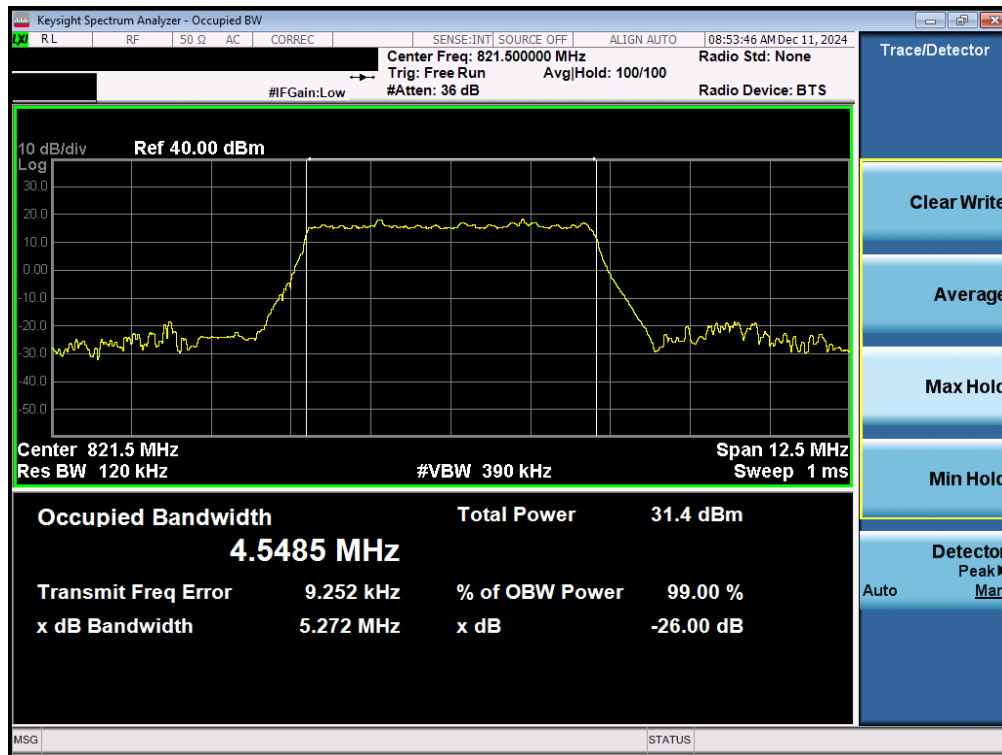 Keysight Spectrum Analyzer - Occupied BW
LXI RL RF 50 Ω AC CORREC SENSE:INT SOURCE OFF ALIGN AUTO 08:53:46 AM Dec 11, 2024
Center Freq: 821.500000 MHz Radio Std: None
Trig: Free Run Avg|Hold: 100/100
#IFGain:Low #Atten: 36 dB Radio Device: BTS
Trace/Detector
10 dB/div Ref 40.00 dBm
Log
30.0
20.0
10.0
0.00
-10.0
-20.0
-30.0
-40.0
-50.0
Center 821.5 MHz Span 12.5 MHz
Res BW 120 kHz #VBW 390 kHz Sweep 1 ms
Occupied Bandwidth Total Power 31.4 dBm
4.5485 MHz
Transmit Freq Error 9.252 kHz % of OBW Power 99.00 %
x dB Bandwidth 5.272 MHz x dB -26.00 dB
Clear Write
Average
Max Hold
Min Hold
Detector
Peak
Auto Man
MSG STATUS